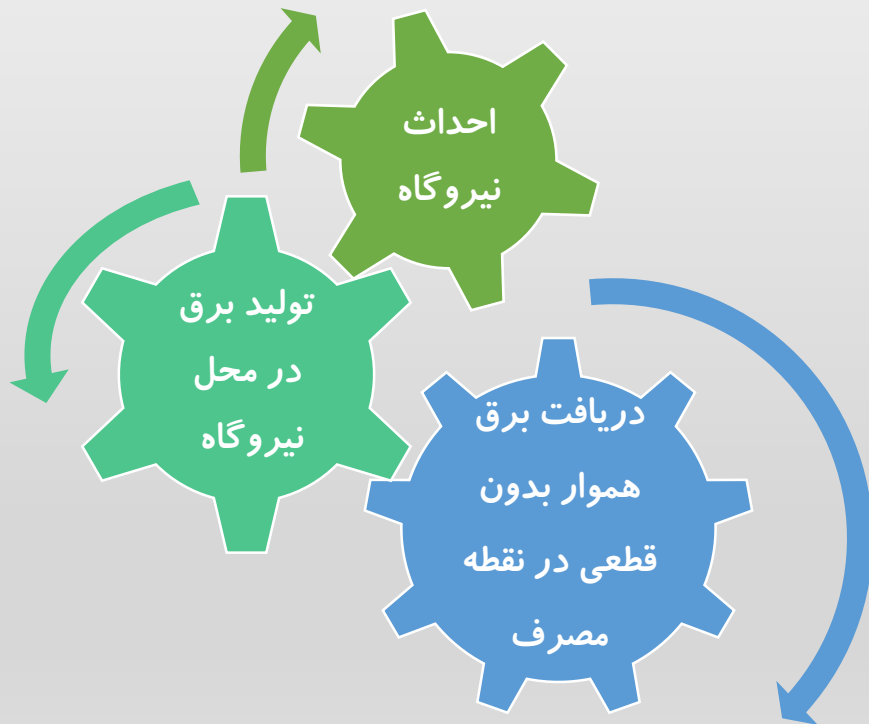 احداث
نیروگاه
تولید برق
در محل
نیروگاه
دریافت برق
هموار بدون
قطعی در نقطه
مصرف